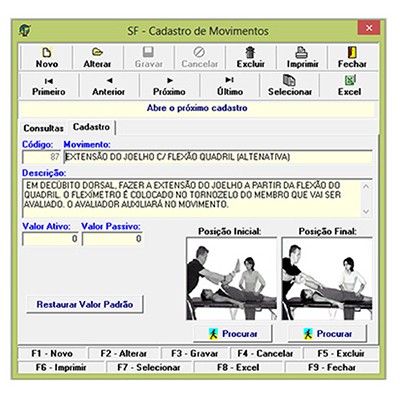 SF - Cadastro de Movimentos
Novo Alterar Gravar Cancelar Excluir Imprimir Fechar
Primeiro Anterior Próximo Último Selecionar Excel
Abre o próximo cadastro
Consultas Cadastro
Código: Movimento:
87 EXTENSÃO DO JOELHO C/ FLEXÃO QUADRIL (ALTENATIVA)
Descrição:
EM DECÚBITO DORSAL, FAZER A EXTENSÃO DO JOELHO A PARTIR DA FLEXÃO DO
QUADRIL. O FLEXÍMETRO É COLOCADO NO TORNOZELO DO MEMBRO QUE VAI SER
AVALIADO. O AVALIADOR AUXILIARÁ NO MOVIMENTO.
Valor Ativo: Valor Passivo:
0 0
Posição Inicial: Posição Final:
Restaurar Valor Padrão
Procurar Procurar
F1 - Novo F2 - Alterar F3 - Gravar F4 - Cancelar F5 - Excluir
F6 - Imprimir F7 - Selecionar F8 - Excel F9 - Fechar